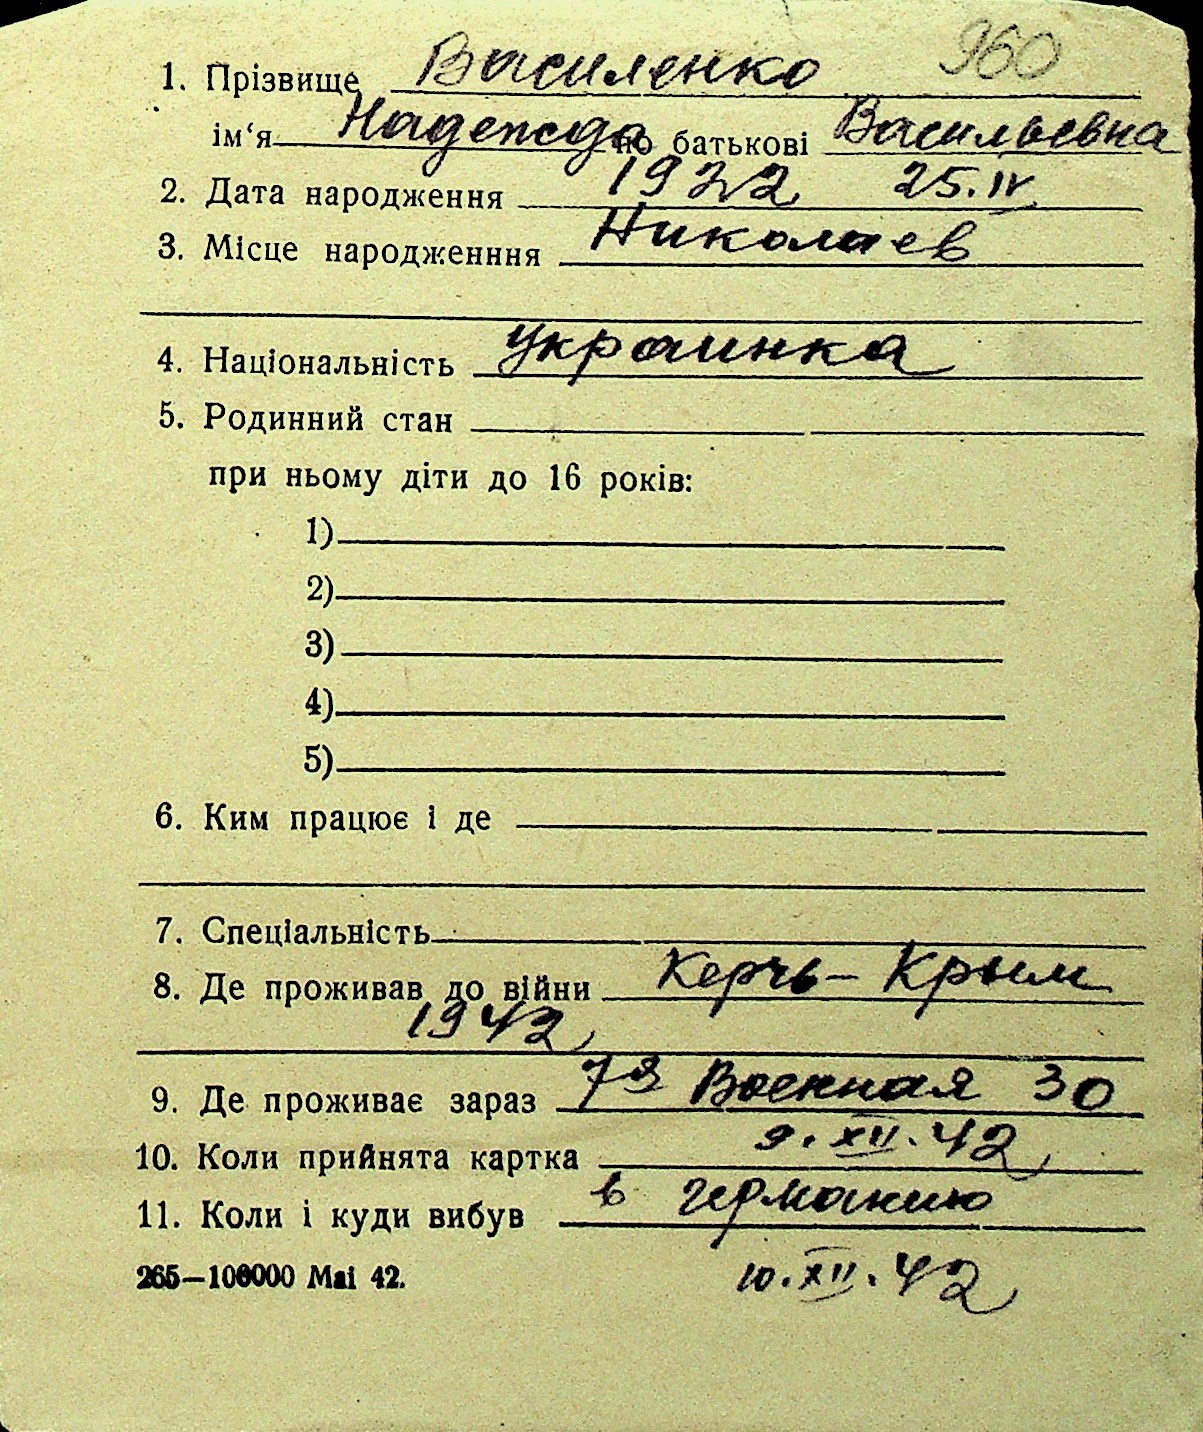 960
1. Прізвище Василенко
ім‘я Надежда по батькові Васильевна
2. Дата народження 1922 25.IV
3. Місце народженння Николаев
4. Національність Украинка
5. Родинний стан
при ньому діти до 16 років:
1)
2)
3)
4)
5)
6. Ким працює і де
7. Спеціальність
8. Де проживав до війни Керчь – Крым
1942
9. Де проживає зараз 7я Военная 30
10. Коли прийнята картка 9.XII.42
11. Коли і куди вибув в германию
265—100000 Маі 42. 10.XII.42